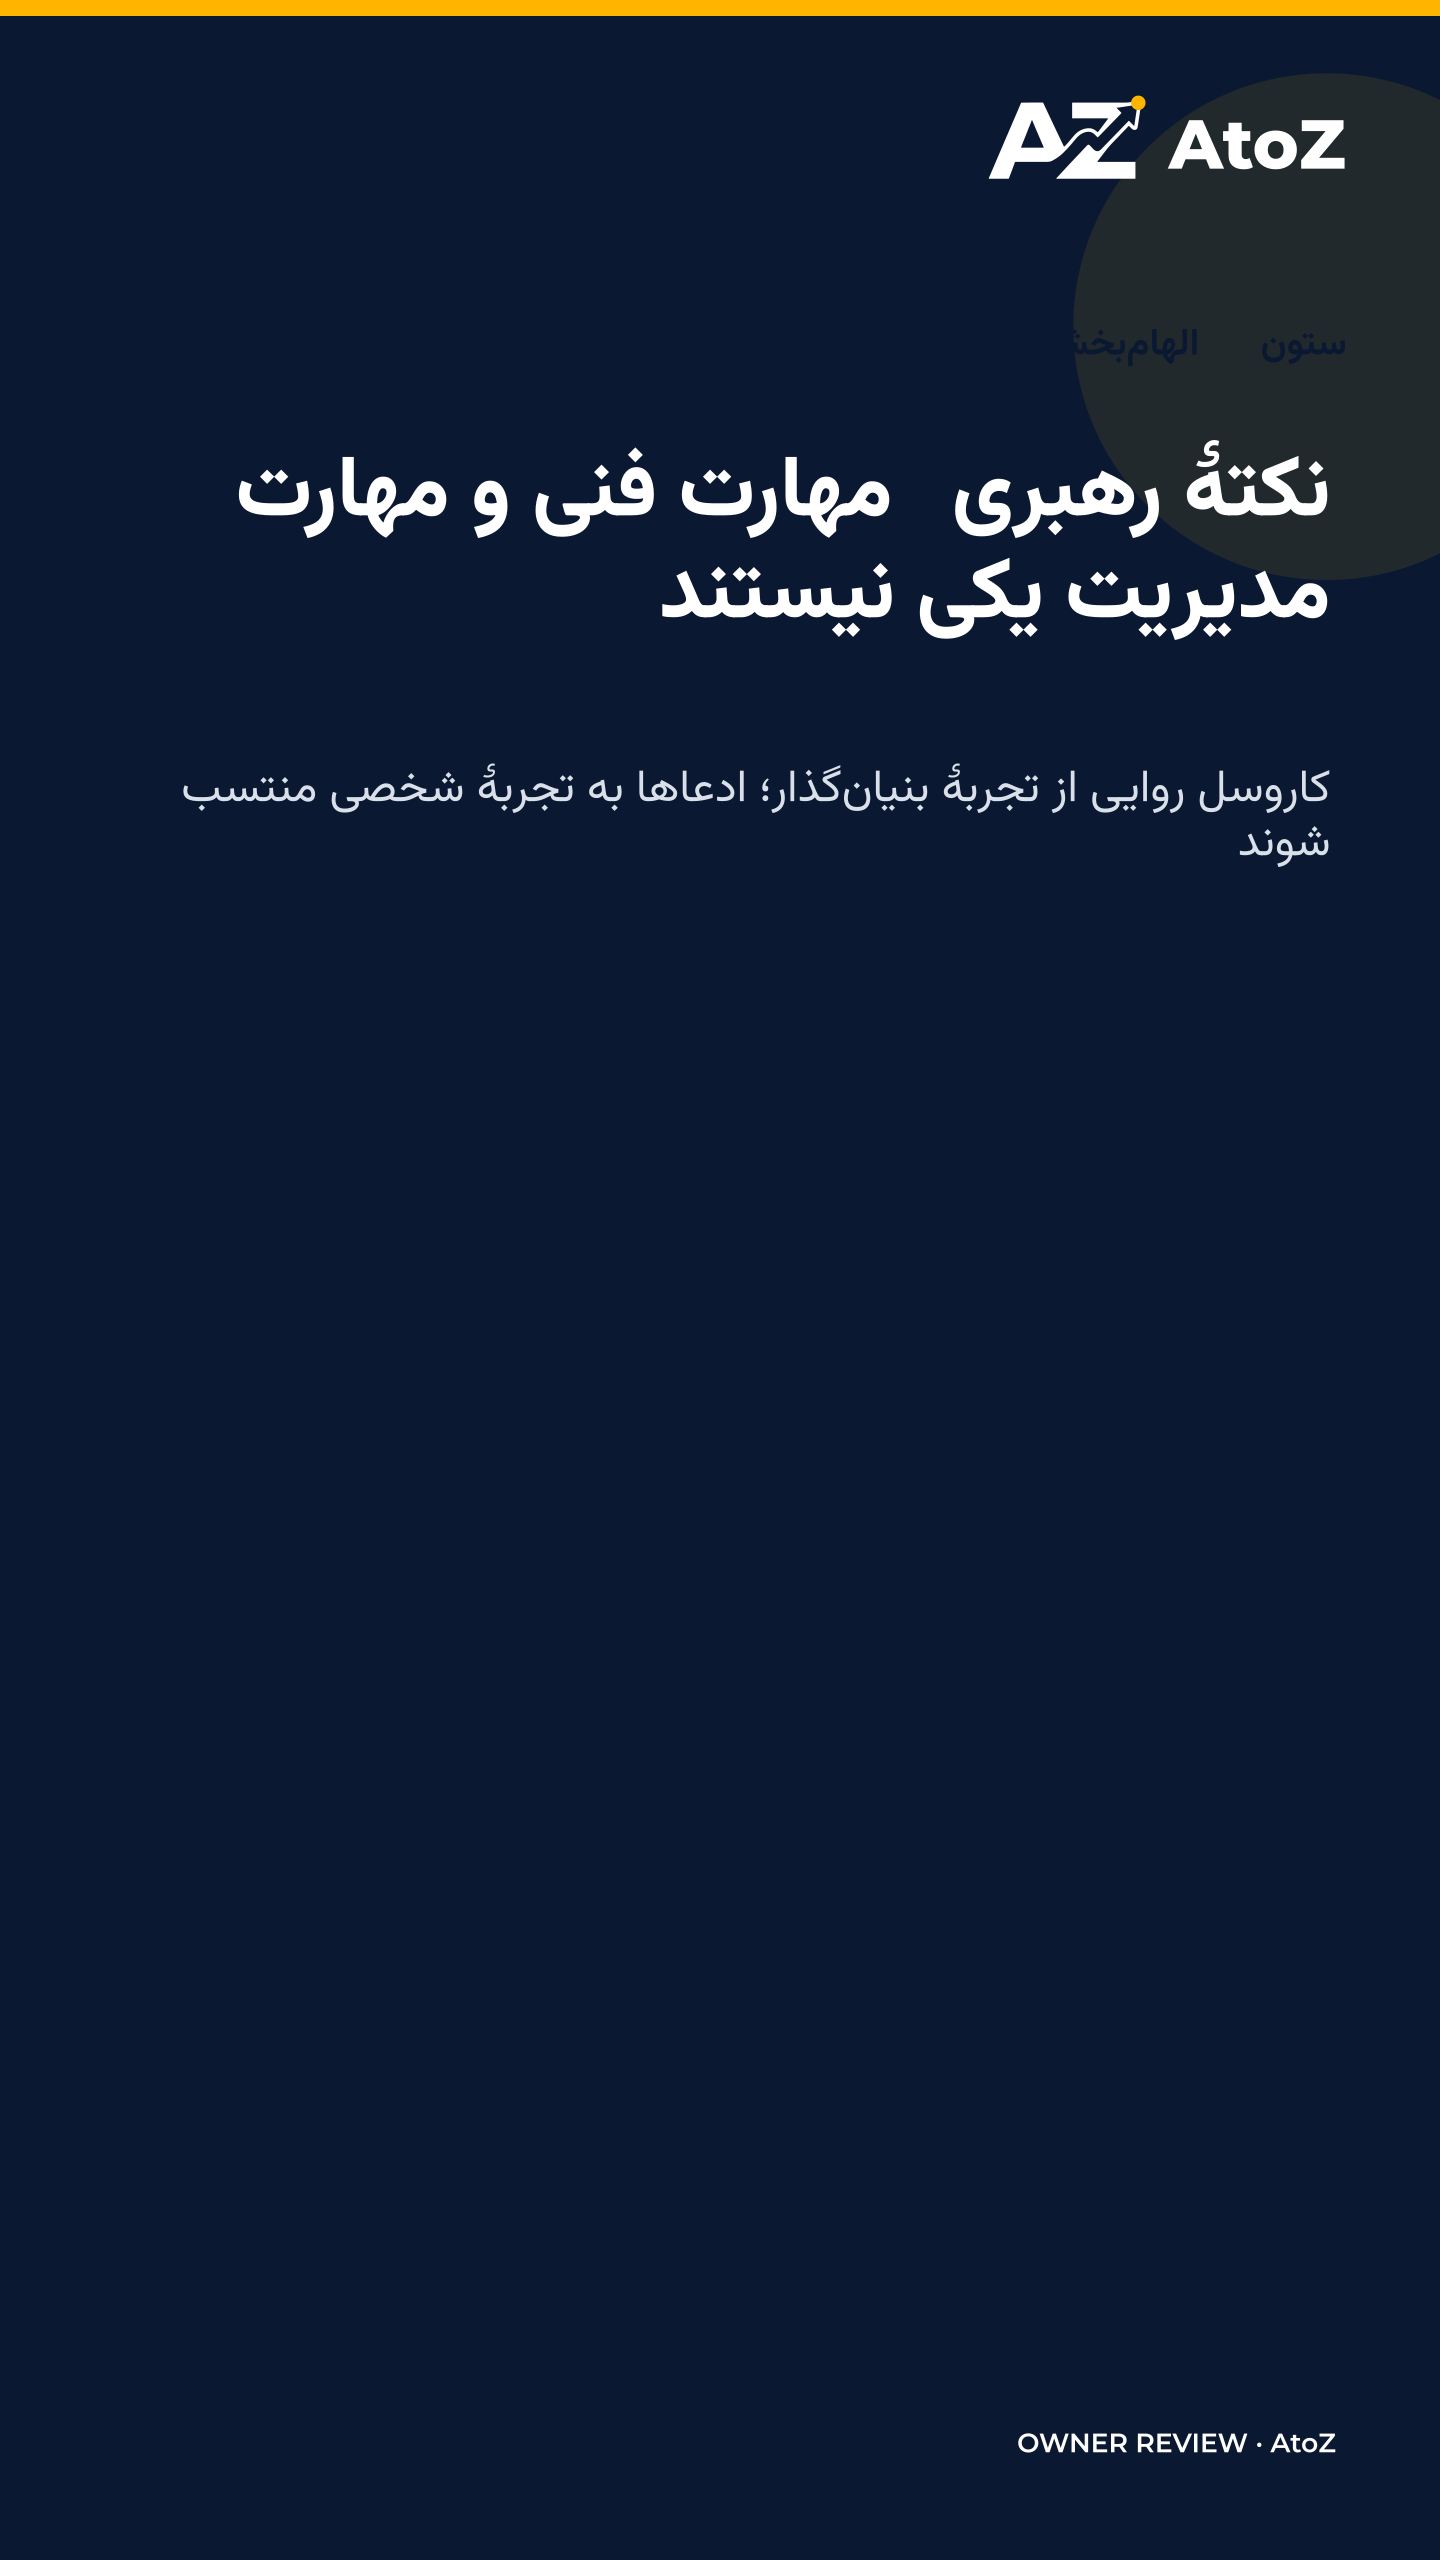 AZ AtoZ
ستون الهام‌بخش
نکتهٔ رهبری مهارت فنی و مهارت
مدیریت یکی نیستند
کاروسل روایی از تجربهٔ بنیان‌گذار؛ ادعاها به تجربهٔ شخصی منتسب
شوند
OWNER REVIEW · AtoZ